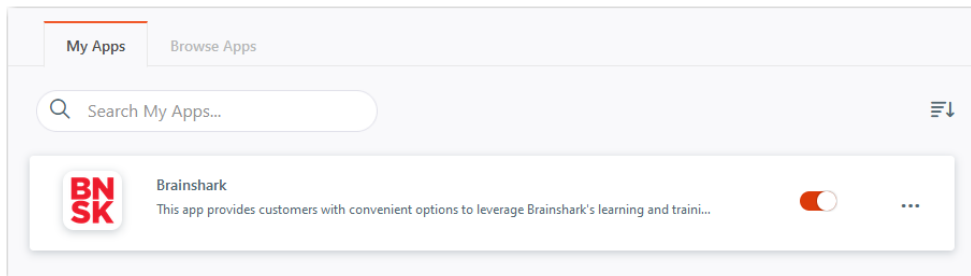 My Apps
Browse Apps
Search My Apps...
BN
SK
Brainshark
This app provides customers with convenient options to leverage Brainshark's learning and traini...